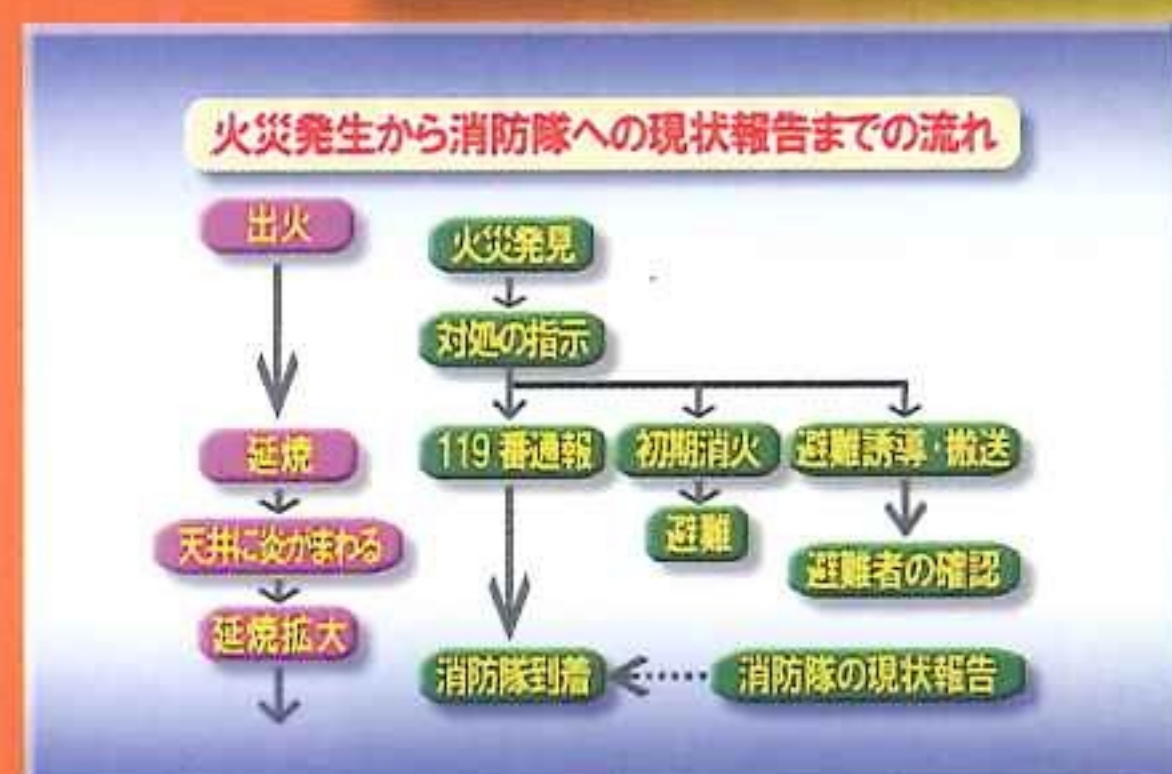 火災発生から消防隊への現状報告までの流れ
出火
火災発見
対処の指示
延焼
119番通報
初期消火
避難誘導・搬送
天井に炎がまわる
避難
避難者の確認
延焼拡大
消防隊到着
消防隊の現状報告